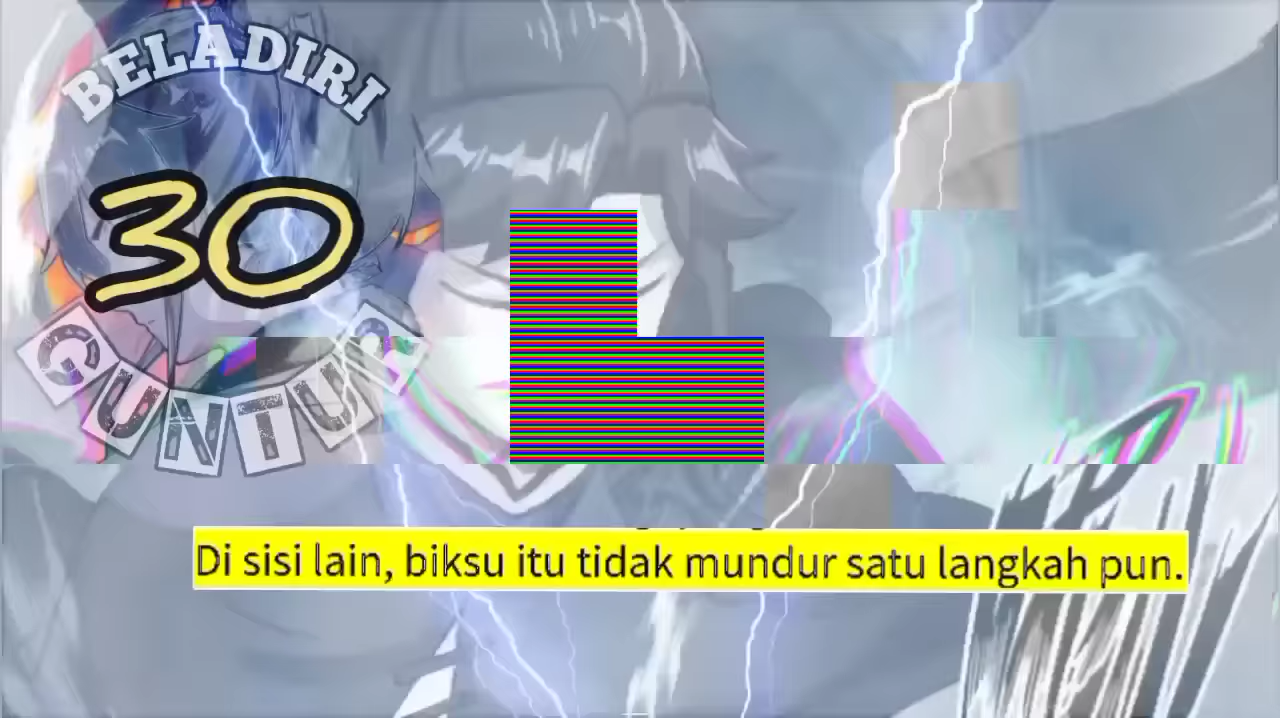 BELADIRI
30
GUNTUR
Di sisi lain, biksu itu tidak mundur satu langkah pun.